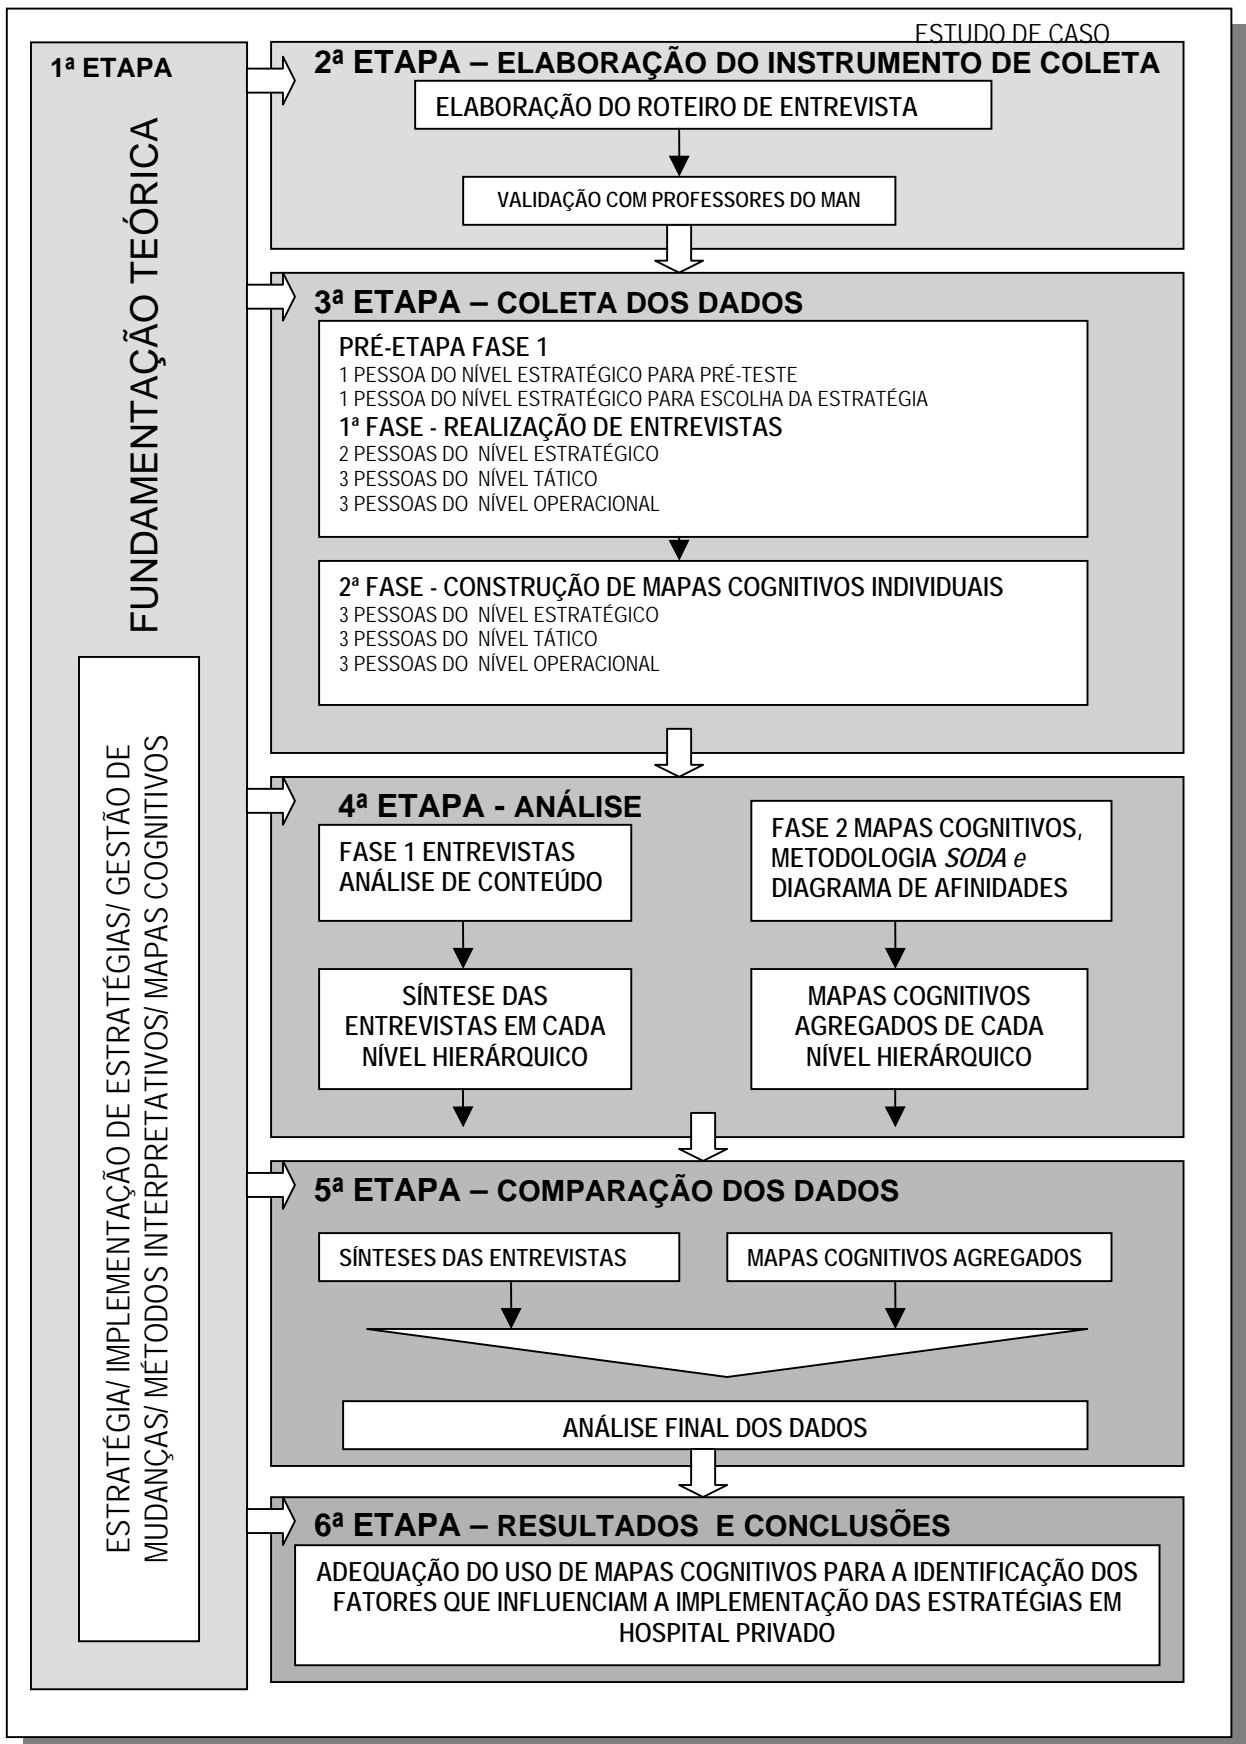 ESTUDO DE CASO
1ª ETAPA
FUNDAMENTAÇÃO TEÓRICA
ESTRATÉGIA/ IMPLEMENTAÇÃO DE ESTRATÉGIAS/ GESTÃO DE
MUDANÇAS/ MÉTODOS INTERPRETATIVOS/ MAPAS COGNITIVOS
2ª ETAPA – ELABORAÇÃO DO INSTRUMENTO DE COLETA
ELABORAÇÃO DO ROTEIRO DE ENTREVISTA
VALIDAÇÃO COM PROFESSORES DO MAN
3ª ETAPA – COLETA DOS DADOS
PRÉ-ETAPA FASE 1
1 PESSOA DO NÍVEL ESTRATÉGICO PARA PRÉ-TESTE
1 PESSOA DO NÍVEL ESTRATÉGICO PARA ESCOLHA DA ESTRATÉGIA
1ª FASE - REALIZAÇÃO DE ENTREVISTAS
2 PESSOAS DO NÍVEL ESTRATÉGICO
3 PESSOAS DO NÍVEL TÁTICO
3 PESSOAS DO NÍVEL OPERACIONAL
2ª FASE - CONSTRUÇÃO DE MAPAS COGNITIVOS INDIVIDUAIS
3 PESSOAS DO NÍVEL ESTRATÉGICO
3 PESSOAS DO NÍVEL TÁTICO
3 PESSOAS DO NÍVEL OPERACIONAL
4ª ETAPA - ANÁLISE
FASE 1 ENTREVISTAS
ANÁLISE DE CONTEÚDO
SÍNTESE DAS
ENTREVISTAS EM CADA
NÍVEL HIERÁRQUICO
FASE 2 MAPAS COGNITIVOS,
METODOLOGIA SODA e
DIAGRAMA DE AFINIDADES
MAPAS COGNITIVOS
AGREGADOS DE CADA
NÍVEL HIERÁRQUICO
5ª ETAPA – COMPARAÇÃO DOS DADOS
SÍNTESES DAS ENTREVISTAS
MAPAS COGNITIVOS AGREGADOS
ANÁLISE FINAL DOS DADOS
6ª ETAPA – RESULTADOS E CONCLUSÕES
ADEQUAÇÃO DO USO DE MAPAS COGNITIVOS PARA A IDENTIFICAÇÃO DOS
FATORES QUE INFLUENCIAM A IMPLEMENTAÇÃO DAS ESTRATÉGIAS EM
HOSPITAL PRIVADO